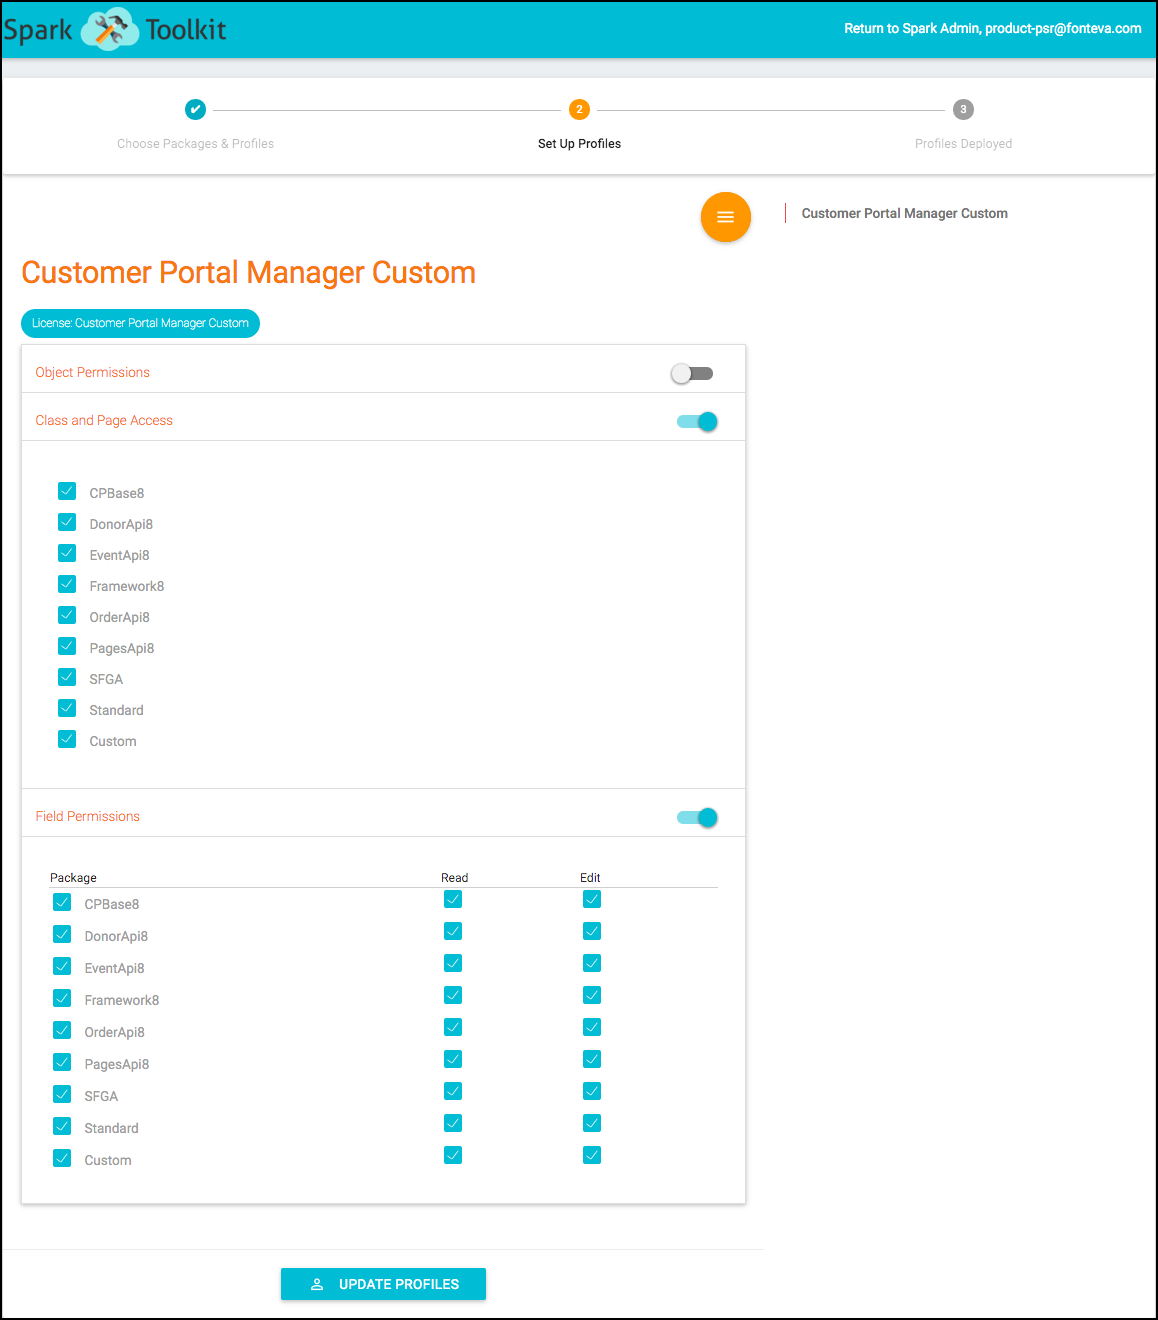 Spark Toolkit
Return to Spark Admin, product-psr@fonteva.com
2
3
Choose Packages & Profiles
Set Up Profiles
Profiles Deployed
Customer Portal Manager Custom
Customer Portal Manager Custom
License: Customer Portal Manager Custom
Object Permissions
Class and Page Access
CPBase8
DonorApi8
EventApi8
Framework8
OrderApi8
PagesApi8
SFGA
Standard
Custom
Field Permissions
Package Read Edit
CPBase8
DonorApi8
EventApi8
Framework8
OrderApi8
PagesApi8
SFGA
Standard
Custom
UPDATE PROFILES